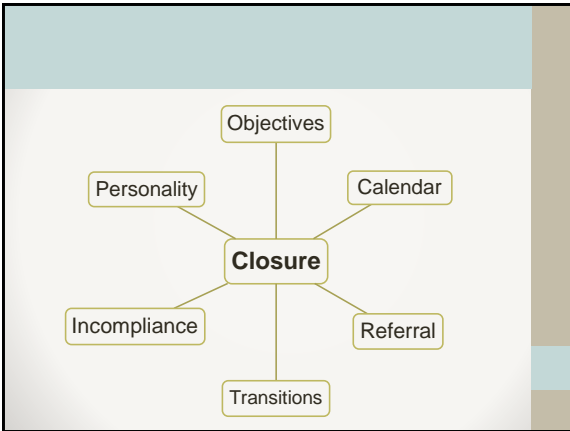 Objectives
Personality
Calendar
Closure
Incompliance
Referral
Transitions